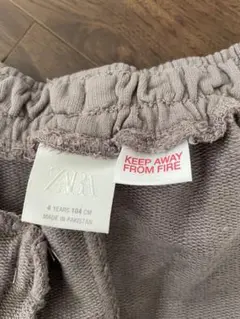 ZARA
4 YEARS 104 CM
MADE IN PAKISTAN
KEEP AWAY
FROM FIRE